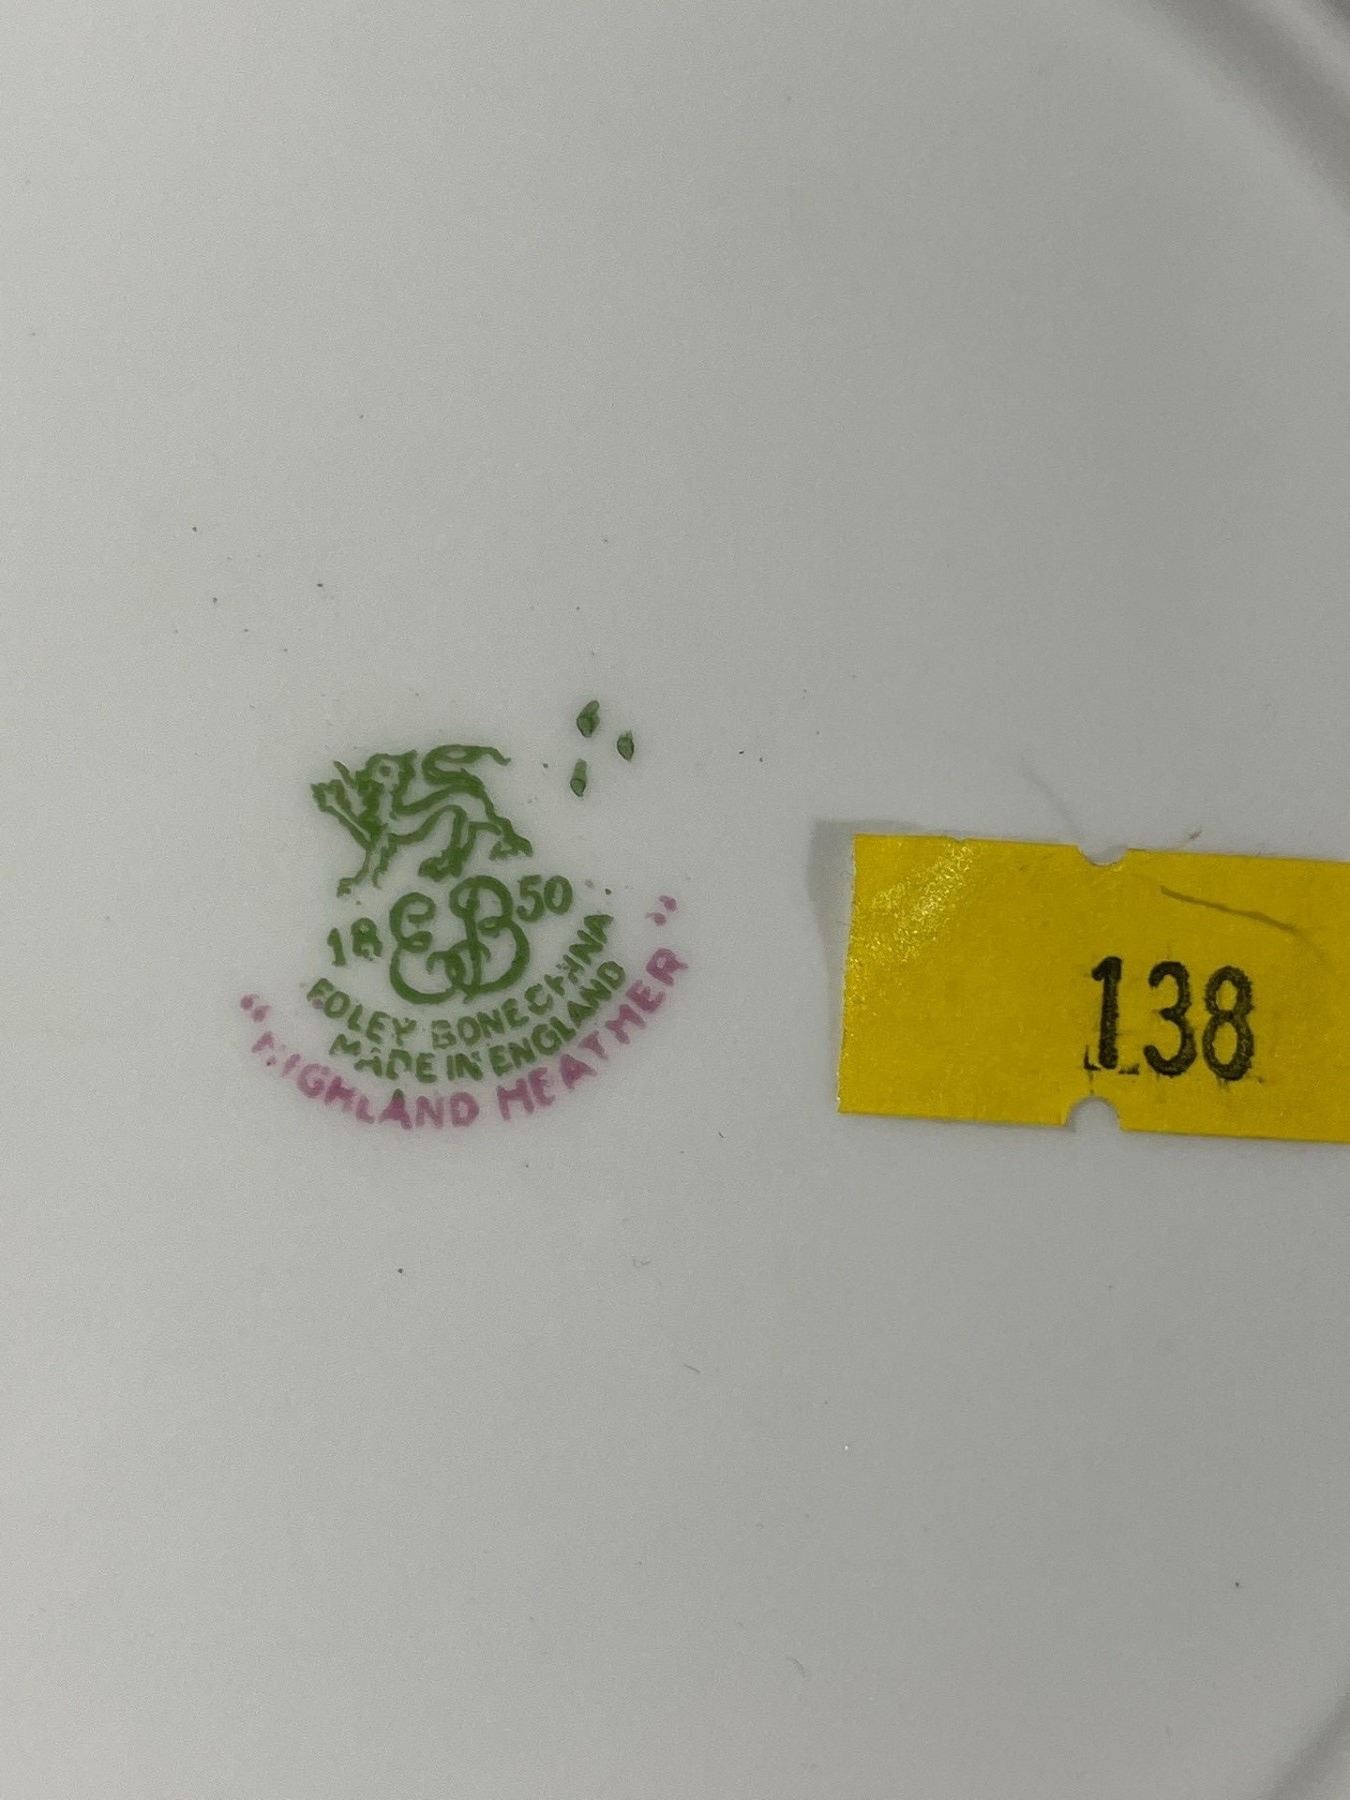 18 EB 50
FOLEY BONE CHINA
MADE IN ENGLAND
"HIGHLAND HEATHER"
138